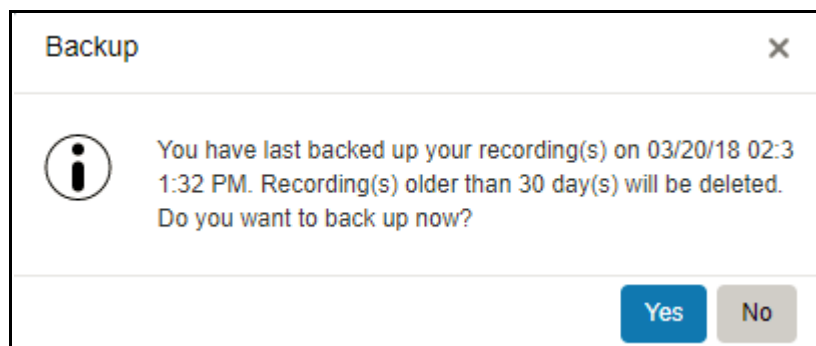 Backup
You have last backed up your recording(s) on 03/20/18 02:3
1:32 PM. Recording(s) older than 30 day(s) will be deleted.
Do you want to back up now?
Yes No